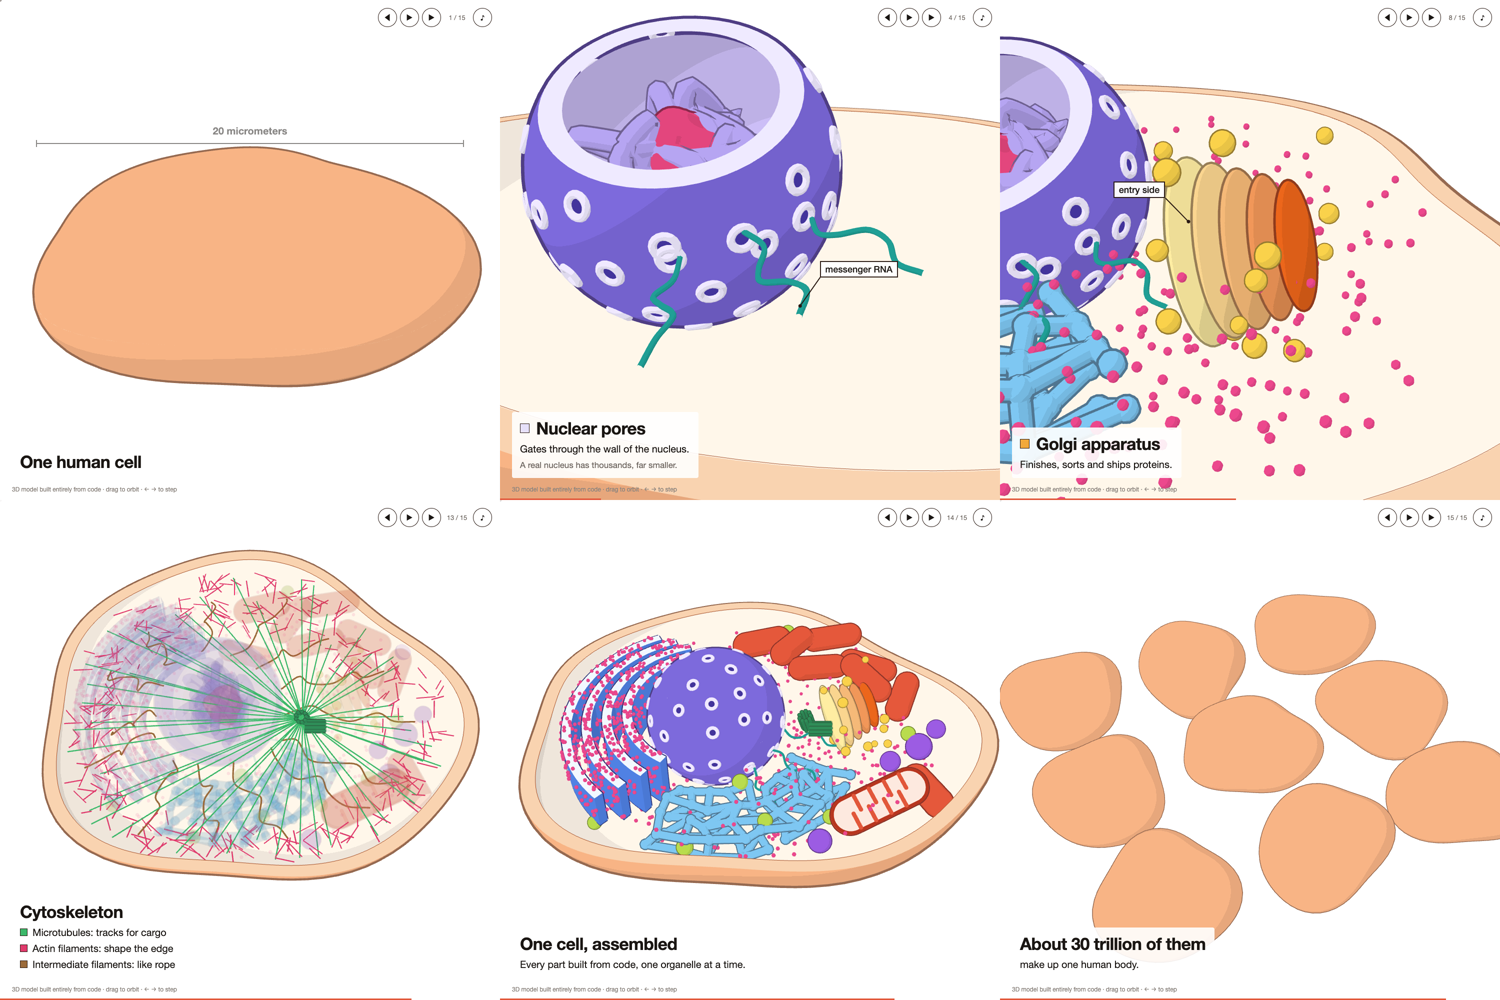 1 / 15
20 micrometers
One human cell
3D model built entirely from code · drag to orbit · ← → to step
4 / 15
messenger RNA
Nuclear pores
Gates through the wall of the nucleus.
A real nucleus has thousands, far smaller.
3D model built entirely from code · drag to orbit · ← → to step
8 / 15
entry side
Golgi apparatus
Finishes, sorts and ships proteins.
3D model built entirely from code · drag to orbit · ← → to step
13 / 15
Cytoskeleton
Microtubules: tracks for cargo
Actin filaments: shape the edge
Intermediate filaments: like rope
3D model built entirely from code · drag to orbit · ← → to step
14 / 15
One cell, assembled
Every part built from code, one organelle at a time.
3D model built entirely from code · drag to orbit · ← → to step
15 / 15
About 30 trillion of them
make up one human body.
3D model built entirely from code · drag to orbit · ← → to step